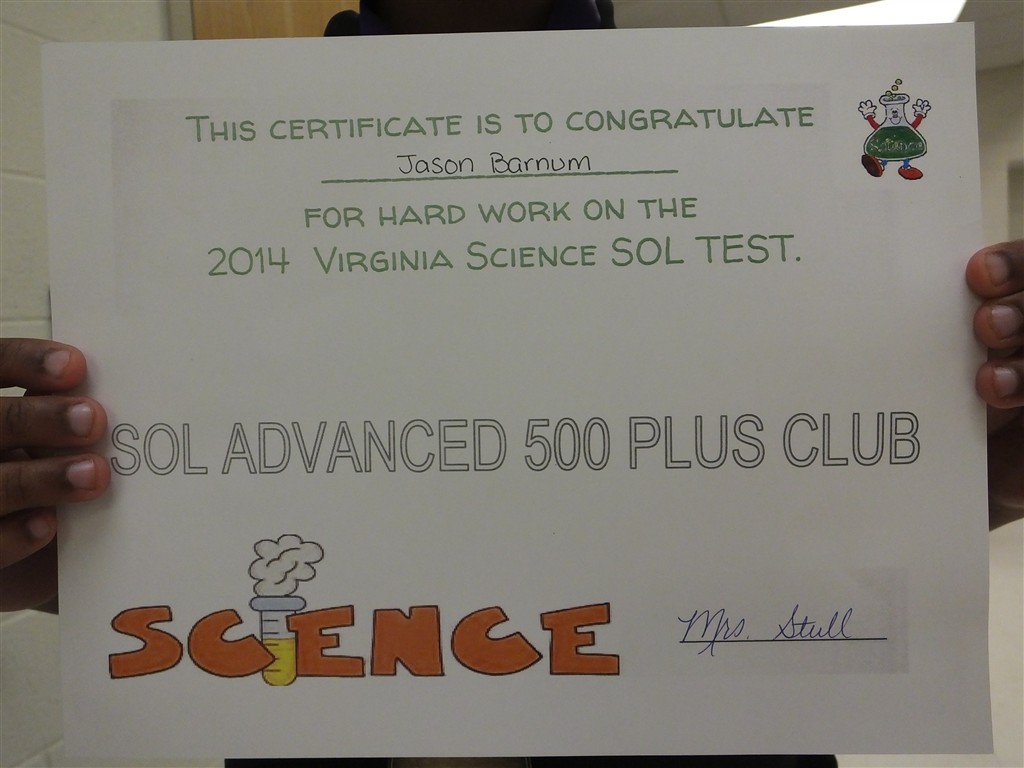 THIS CERTIFICATE IS TO CONGRATULATE
Science
Jason Barnum
FOR HARD WORK ON THE
2014 VIRGINIA SCIENCE SOL TEST.
SOL ADVANCED 500 PLUS CLUB
SCIENCE
Mrs. Stull